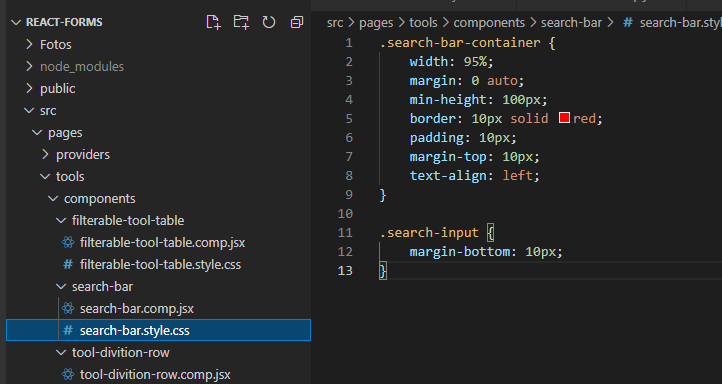 REACT-FORMS
Fotos
node_modules
public
src
pages
providers
tools
components
filterable-tool-table
filterable-tool-table.comp.jsx
# filterable-tool-table.style.css
search-bar
search-bar.comp.jsx
# search-bar.style.css
tool-divition-row
tool-divition-row.comp.jsx
src > pages > tools > components > search-bar > # search-bar.sty
1 .search-bar-container {
2 width: 95%;
3 margin: 0 auto;
4 min-height: 100px;
5 border: 10px solid red;
6 padding: 10px;
7 margin-top: 10px;
8 text-align: left;
9 }
10
11 .search-input {
12 margin-bottom: 10px;
13 }